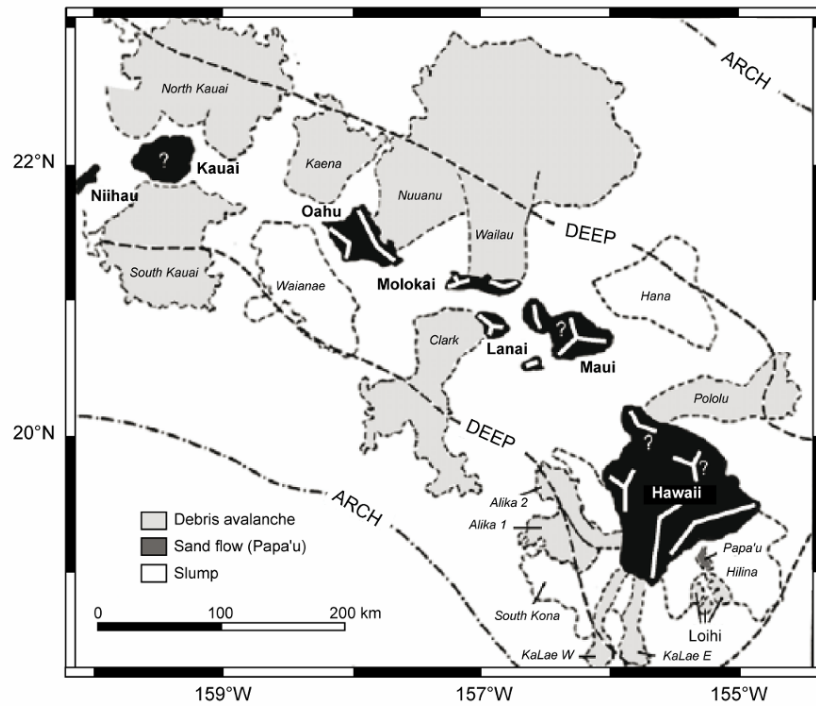 ARCH
North Kauai
22°N
?
Kauai
Kaena
Niihau
Nuuanu
Oahu
Wailau
DEEP
South Kauai
Waianae
Molokai
Hana
Clark
?
Lanai
Maui
Pololu
20°N
DEEP
?
?
Hawaii
ARCH
Alika 2
Alika 1
Debris avalanche
Sand flow (Papa'u)
Slump
Papa'u
Hilina
0 100 200 km
South Kona
Loihi
KaLae W
KaLae E
159°W 157°W 155°W